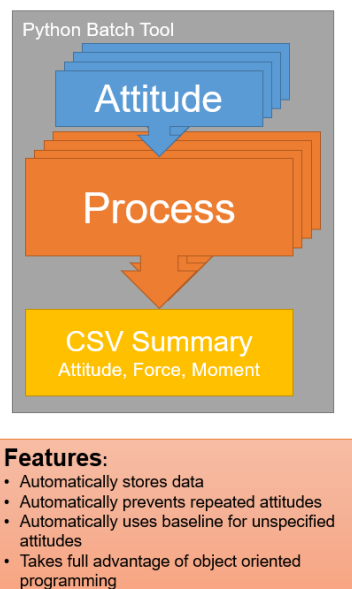 Python Batch Tool
Attitude
Process
CSV Summary
Attitude, Force, Moment
Features:
• Automatically stores data
• Automatically prevents repeated attitudes
• Automatically uses baseline for unspecified
attitudes
• Takes full advantage of object oriented
programming